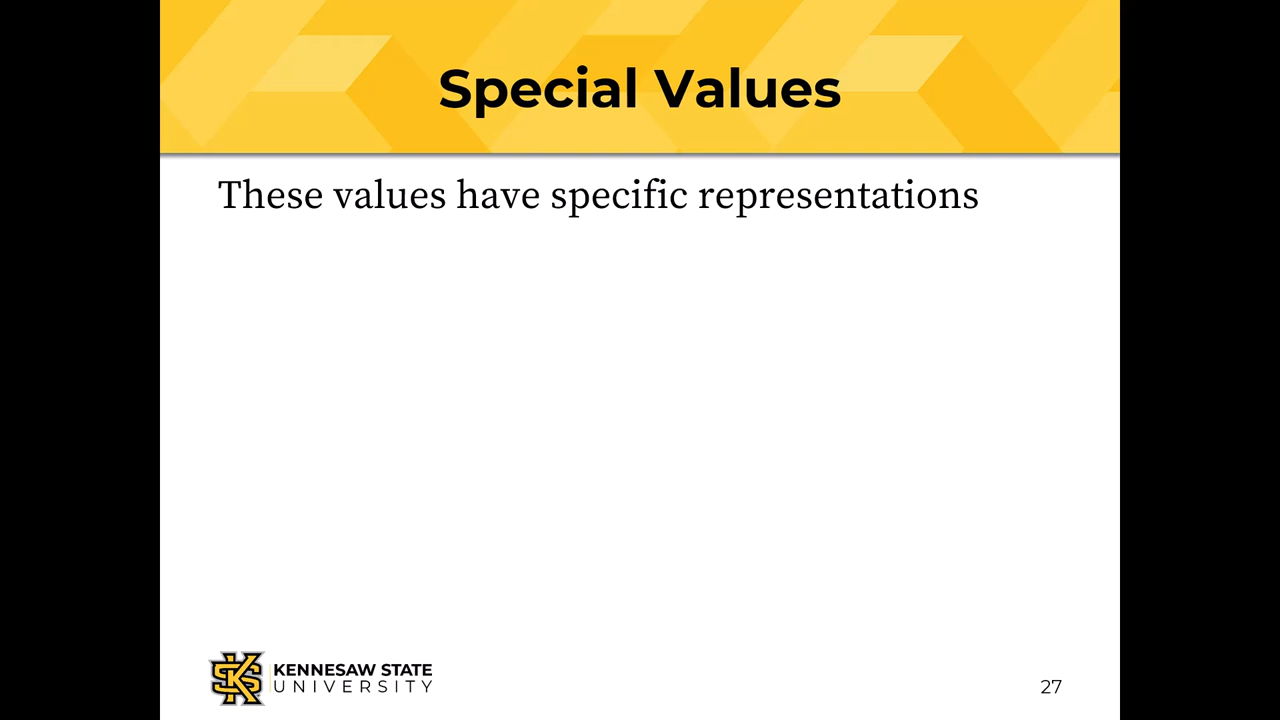 Special Values
These values have specific representations
KENNESAW STATE
UNIVERSITY
27